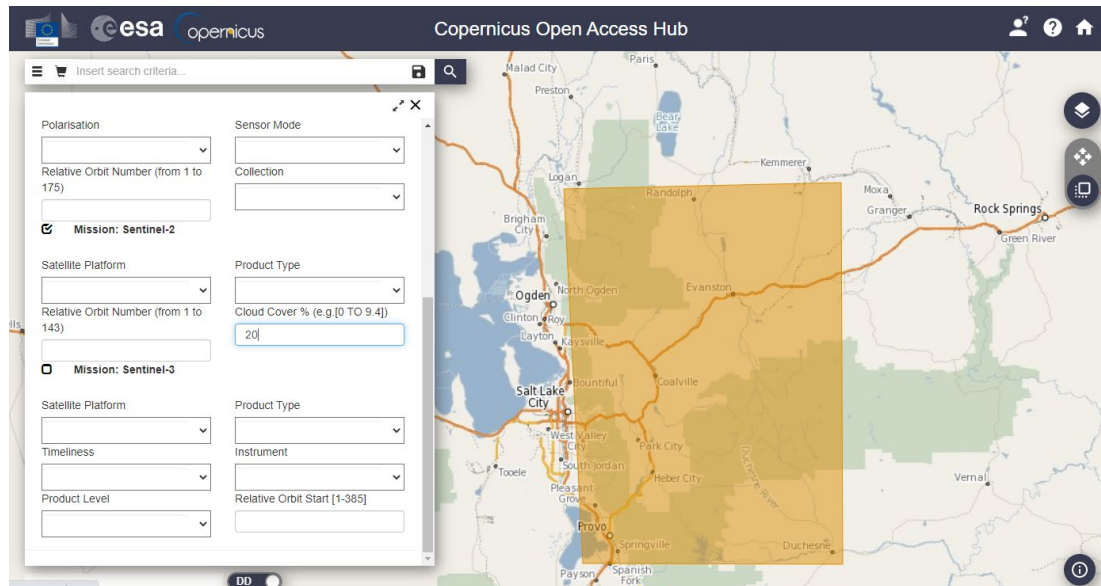 esa opernicus
Copernicus Open Access Hub
Insert search criteria...
Polarisation
Sensor Mode
Relative Orbit Number (from 1 to
175)
Collection
Mission: Sentinel-2
Satellite Platform
Product Type
Relative Orbit Number (from 1 to
143)
Cloud Cover % (e.g.[0 TO 9.4])
20
Mission: Sentinel-3
Satellite Platform
Product Type
Timeliness
Instrument
Product Level
Relative Orbit Start [1-385]
DD
Malad City
Paris
Preston
Bear
Lake
Kemmerer
Logan
Randolph
Moxa
Granger
Rock Springs
Green River
Brigham
City
Ogden
North Ogden
Evanston
Clinton
Roy
Layton
Kaysville
Salt Lake
City
Bountiful
Coalville
West Valley
City
Park City
Tooele
South Jordan
Heber City
Duchesne River
Vernal
Pleasant
Grove
Provo
Springville
Duchesne
Payson
Spanish
Fork